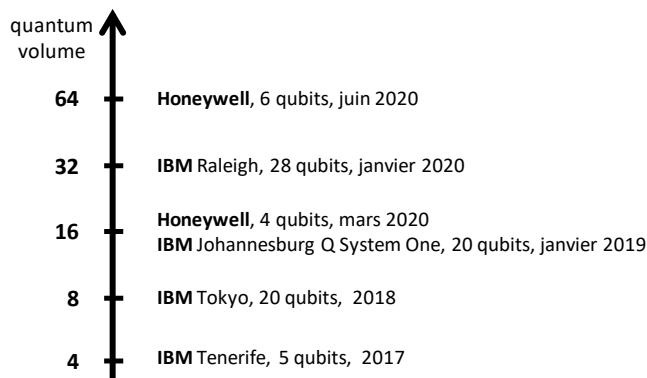 quantum
volume
64
Honeywell, 6 qubits, juin 2020
32
IBM Raleigh, 28 qubits, janvier 2020
16
Honeywell, 4 qubits, mars 2020
IBM Johannesburg Q System One, 20 qubits, janvier 2019
8
IBM Tokyo, 20 qubits, 2018
4
IBM Tenerife, 5 qubits, 2017